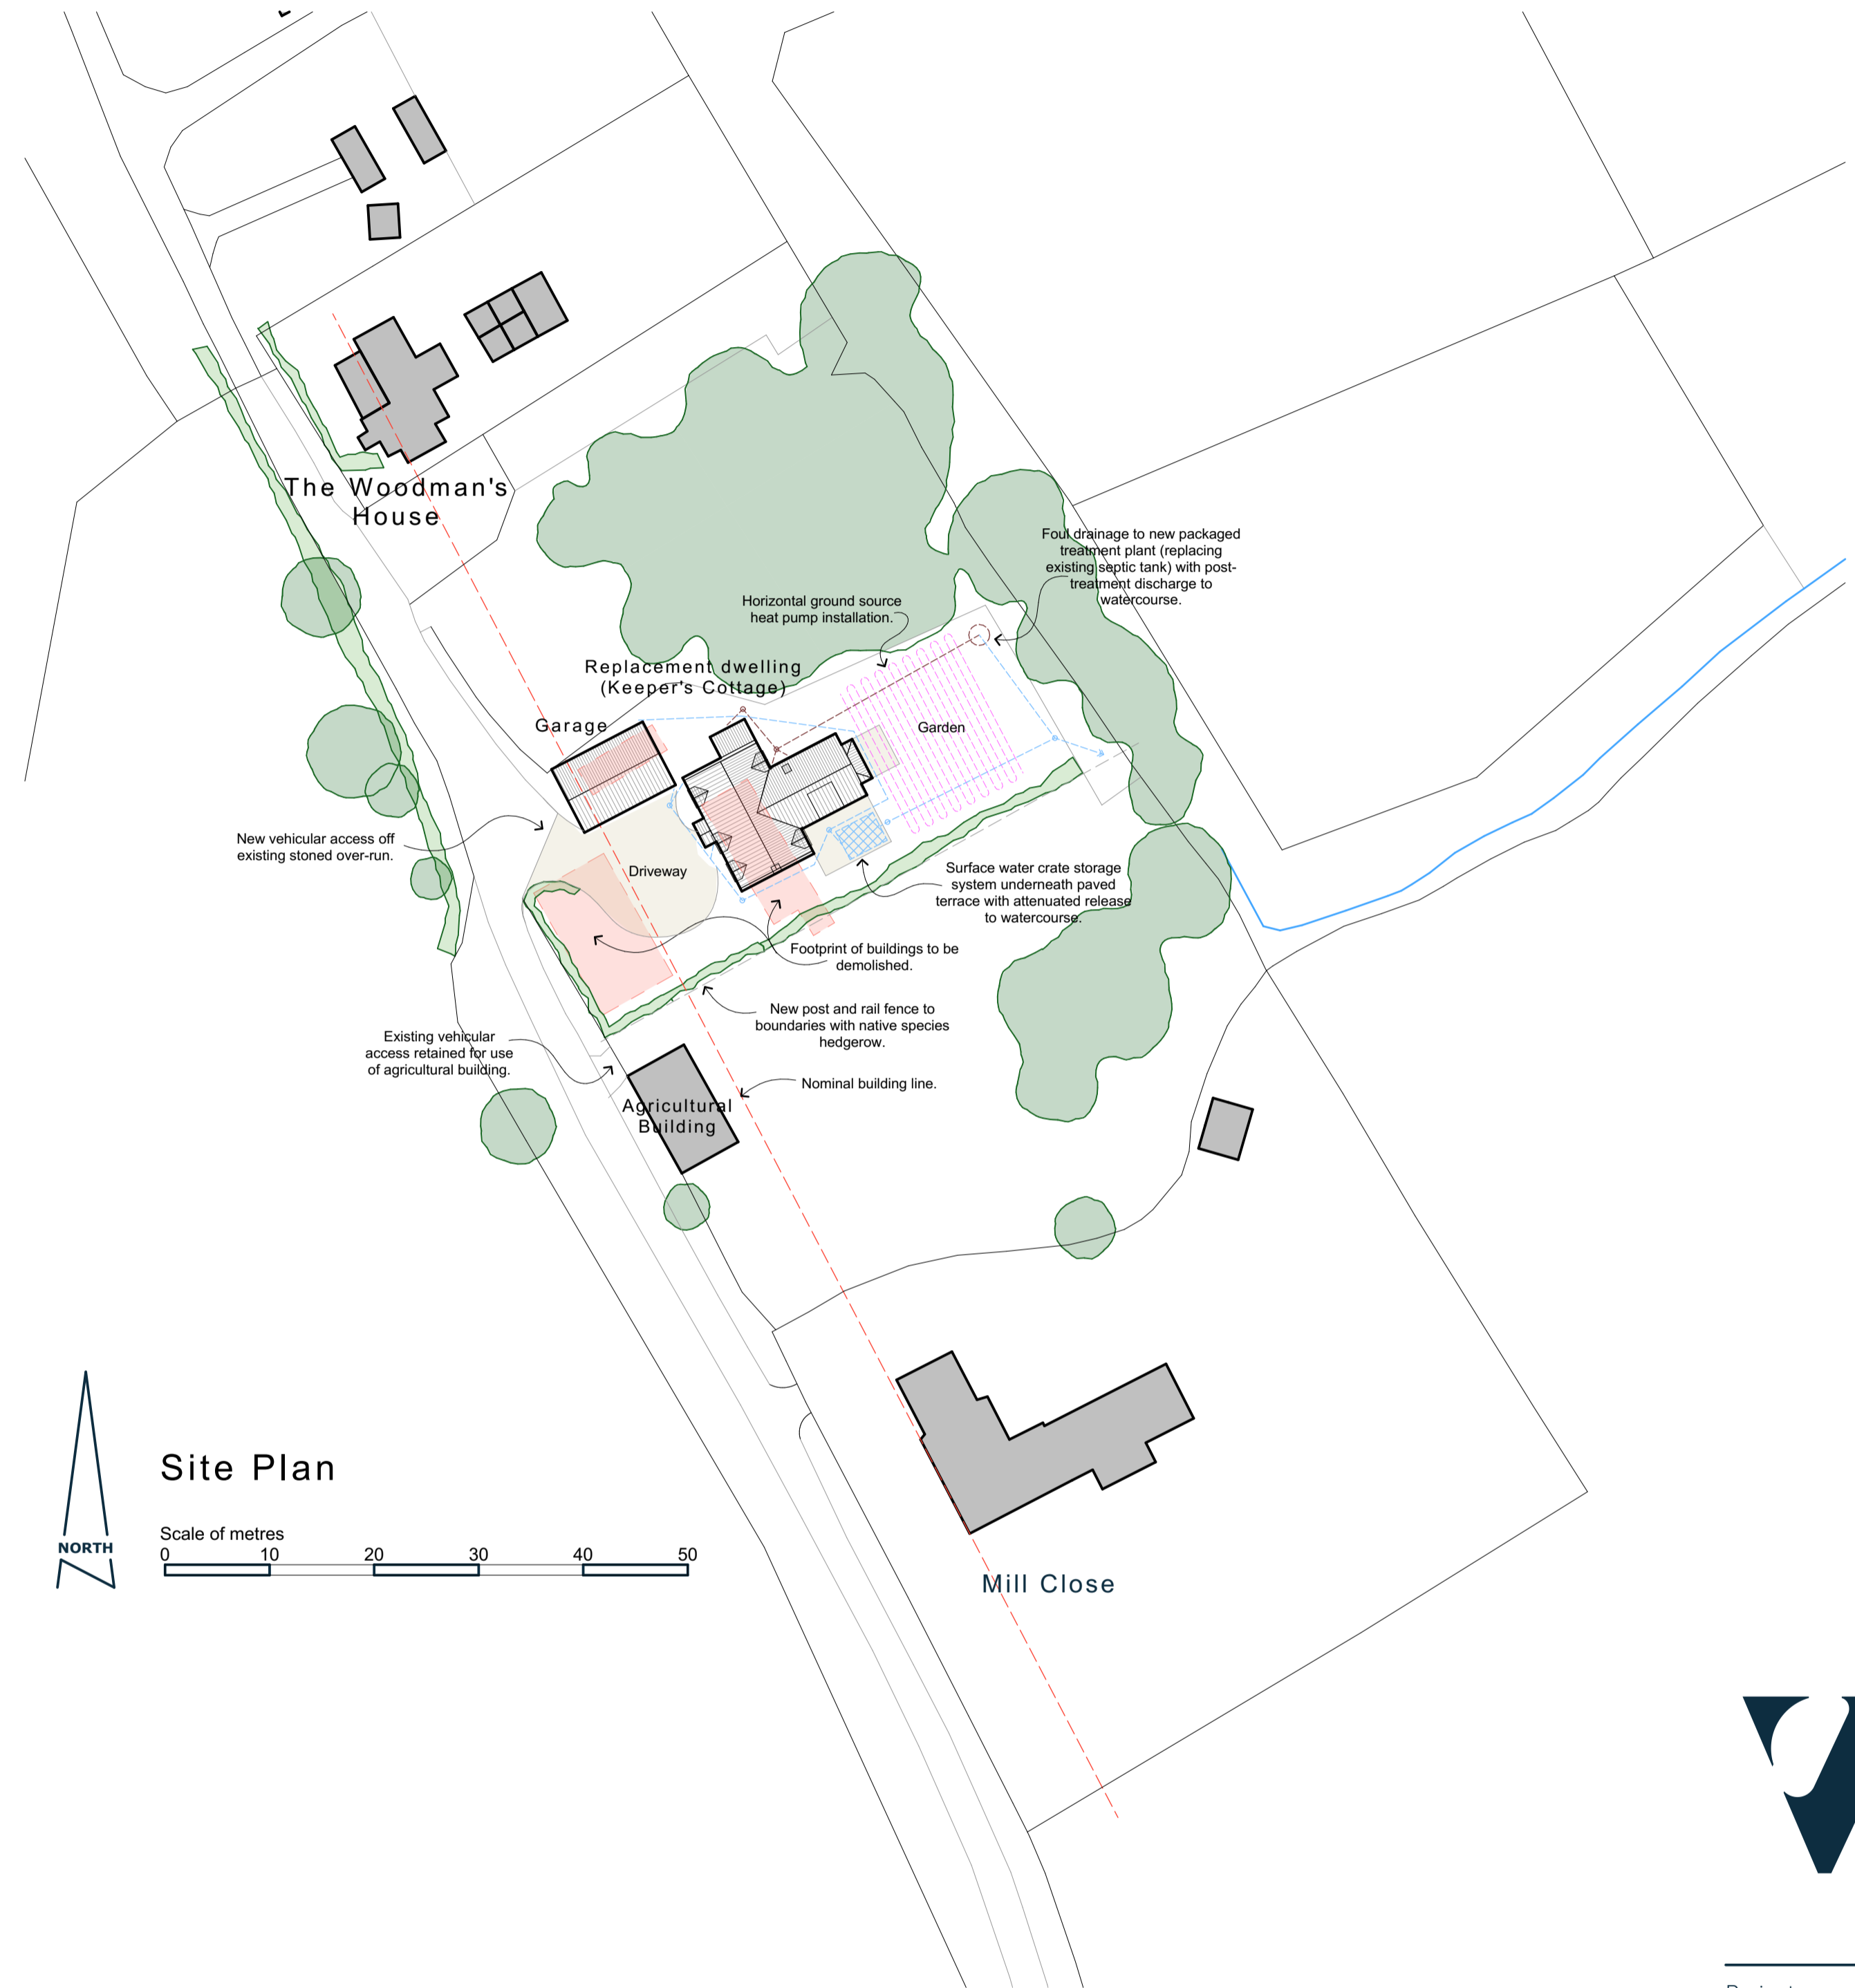 The Woodman's
House
Foul drainage to new packaged
treatment plant (replacing
existing septic tank) with post-
treatment discharge to
watercourse.
Horizontal ground source
heat pump installation.
Replacement dwelling
(Keeper's Cottage)
Garage
Garden
New vehicular access off
existing stoned over-run.
Driveway
Surface water crate storage
system underneath paved
terrace with attenuated release
to watercourse.
Footprint of buildings to be
demolished.
New post and rail fence to
boundaries with native species
hedgerow.
Existing vehicular
access retained for use
of agricultural building.
Nominal building line.
Agricultural
Building
NORTH
Site Plan
Scale of metres
0 10 20 30 40 50
Mill Close